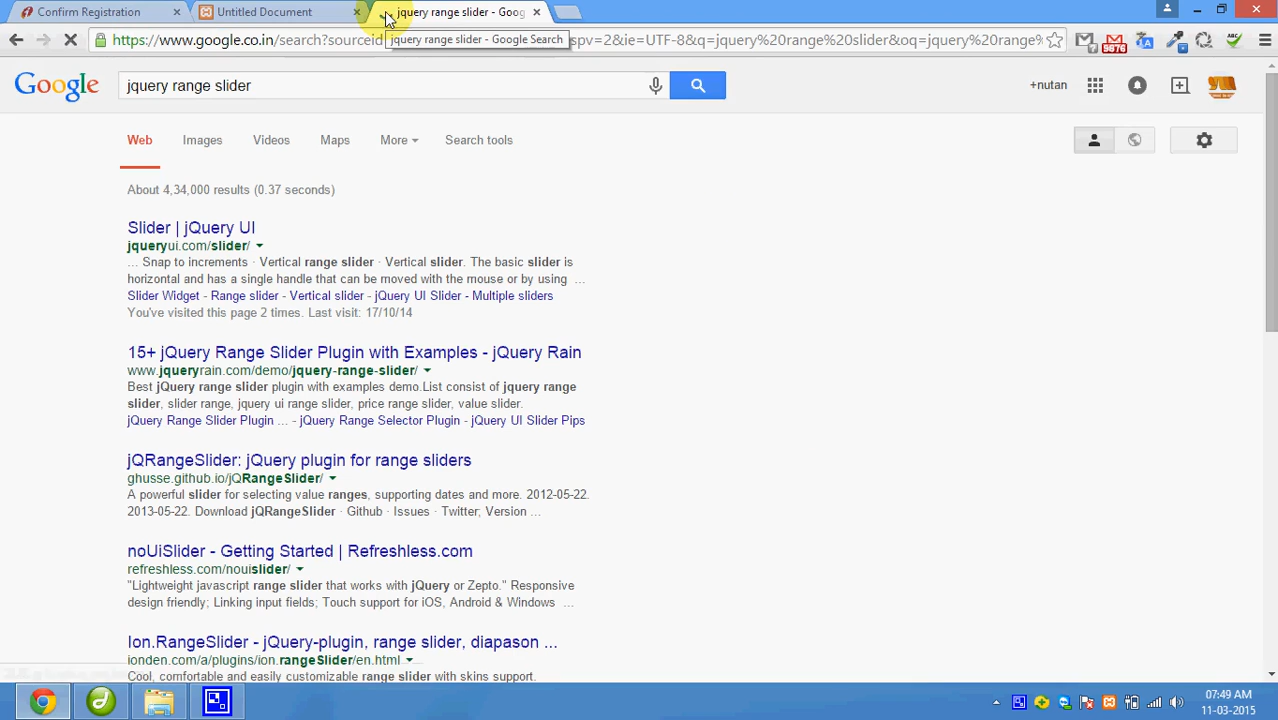 Confirm Registration
Untitled Document
jquery range slider - Goog
https://www.google.co.in/search?sourceid
spv=2&ie=UTF-8&q=jquery%20range%20slider&oq=jquery%20range%
jquery range slider - Google Search
9876
Google
jquery range slider
+nutan
Web
Images
Videos
Maps
More
Search tools
About 4,34,000 results (0.37 seconds)
Slider | jQuery UI
jqueryui.com/slider/
... Snap to increments · Vertical range slider · Vertical slider. The basic slider is
horizontal and has a single handle that can be moved with the mouse or by using ...
Slider Widget - Range slider - Vertical slider - jQuery UI Slider - Multiple sliders
You've visited this page 2 times. Last visit: 17/10/14
15+ jQuery Range Slider Plugin with Examples - jQuery Rain
www.jqueryrain.com/demo/jquery-range-slider/
Best jQuery range slider plugin with examples demo.List consist of jquery range
slider, slider range, jquery ui range slider, price range slider, value slider.
jQuery Range Slider Plugin ... - jQuery Range Selector Plugin - jQuery UI Slider Pips
jQRangeSlider: jQuery plugin for range sliders
ghusse.github.io/jQRangeSlider/
A powerful slider for selecting value ranges, supporting dates and more. 2012-05-22.
2013-05-22. Download jQRangeSlider · Github · Issues · Twitter; Version ...
noUiSlider - Getting Started | Refreshless.com
refreshless.com/nouislider/
"Lightweight javascript range slider that works with jQuery or Zepto." Responsive
design friendly; Linking input fields; Touch support for iOS, Android & Windows ...
Ion.RangeSlider - jQuery-plugin, range slider, diapason ...
ionden.com/a/plugins/ion.rangeSlider/en.html
Cool, comfortable and easily customizable range slider with skins support.
07:49 AM
11-03-2015